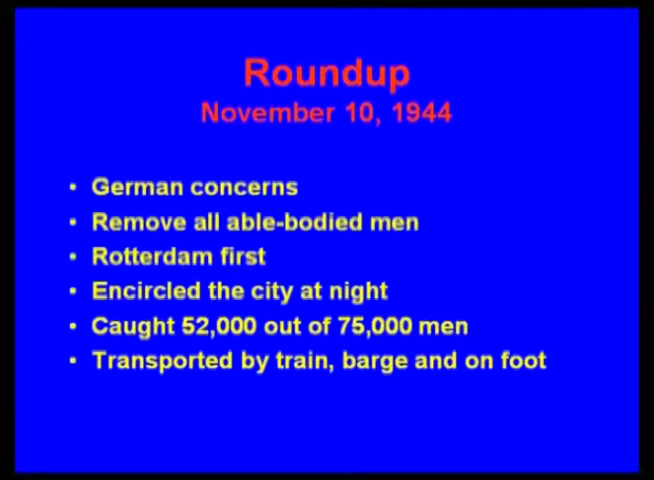 Roundup
November 10, 1944
• German concerns
• Remove all able-bodied men
• Rotterdam first
• Encircled the city at night
• Caught 52,000 out of 75,000 men
• Transported by train, barge and on foot